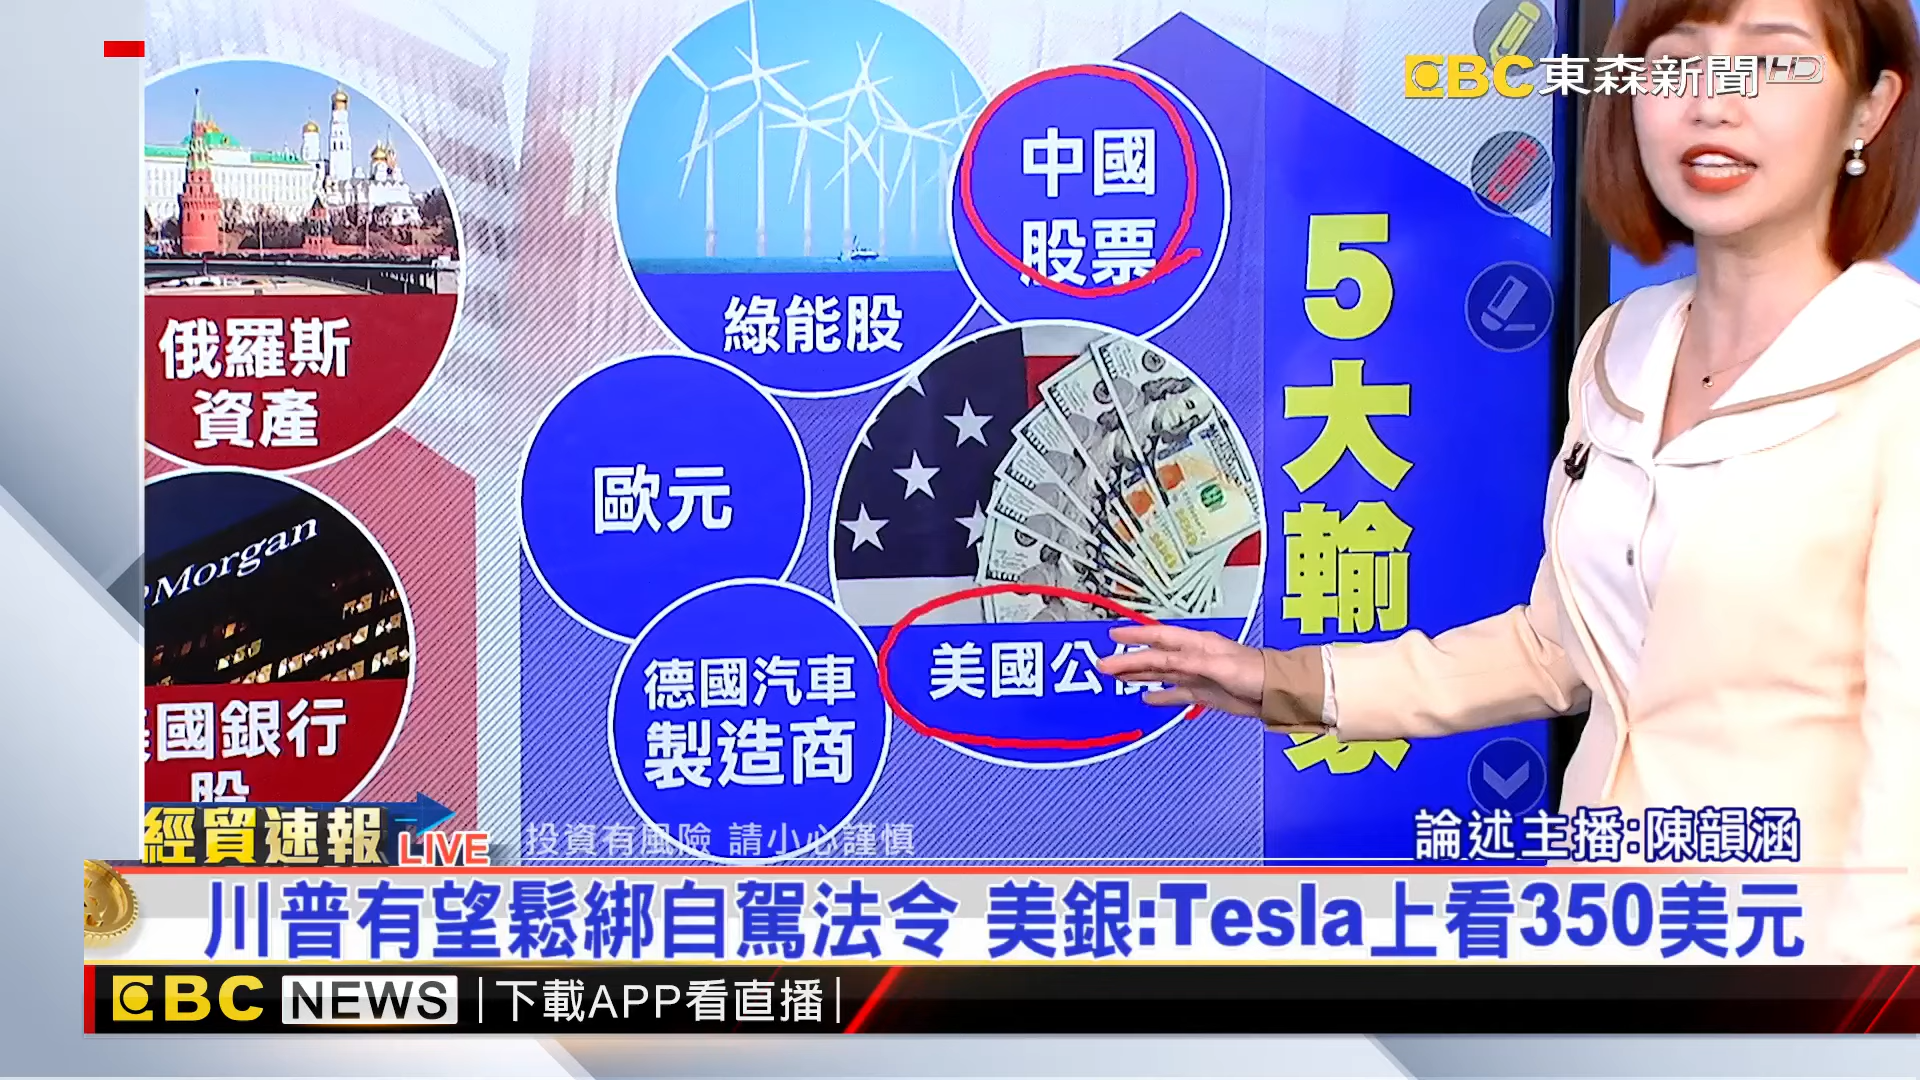 EBC東森新聞HD
中國
股票
綠能股
俄羅斯
資產
歐元
5大輸家
Morgan
美國公債
德國汽車
製造商
國銀行
股
經貿速報 LIVE
投資有風險 請小心謹慎
論述主播:陳韻涵
川普有望鬆綁自駕法令 美銀:Tesla上看350美元
EBC NEWS |下載APP看直播|